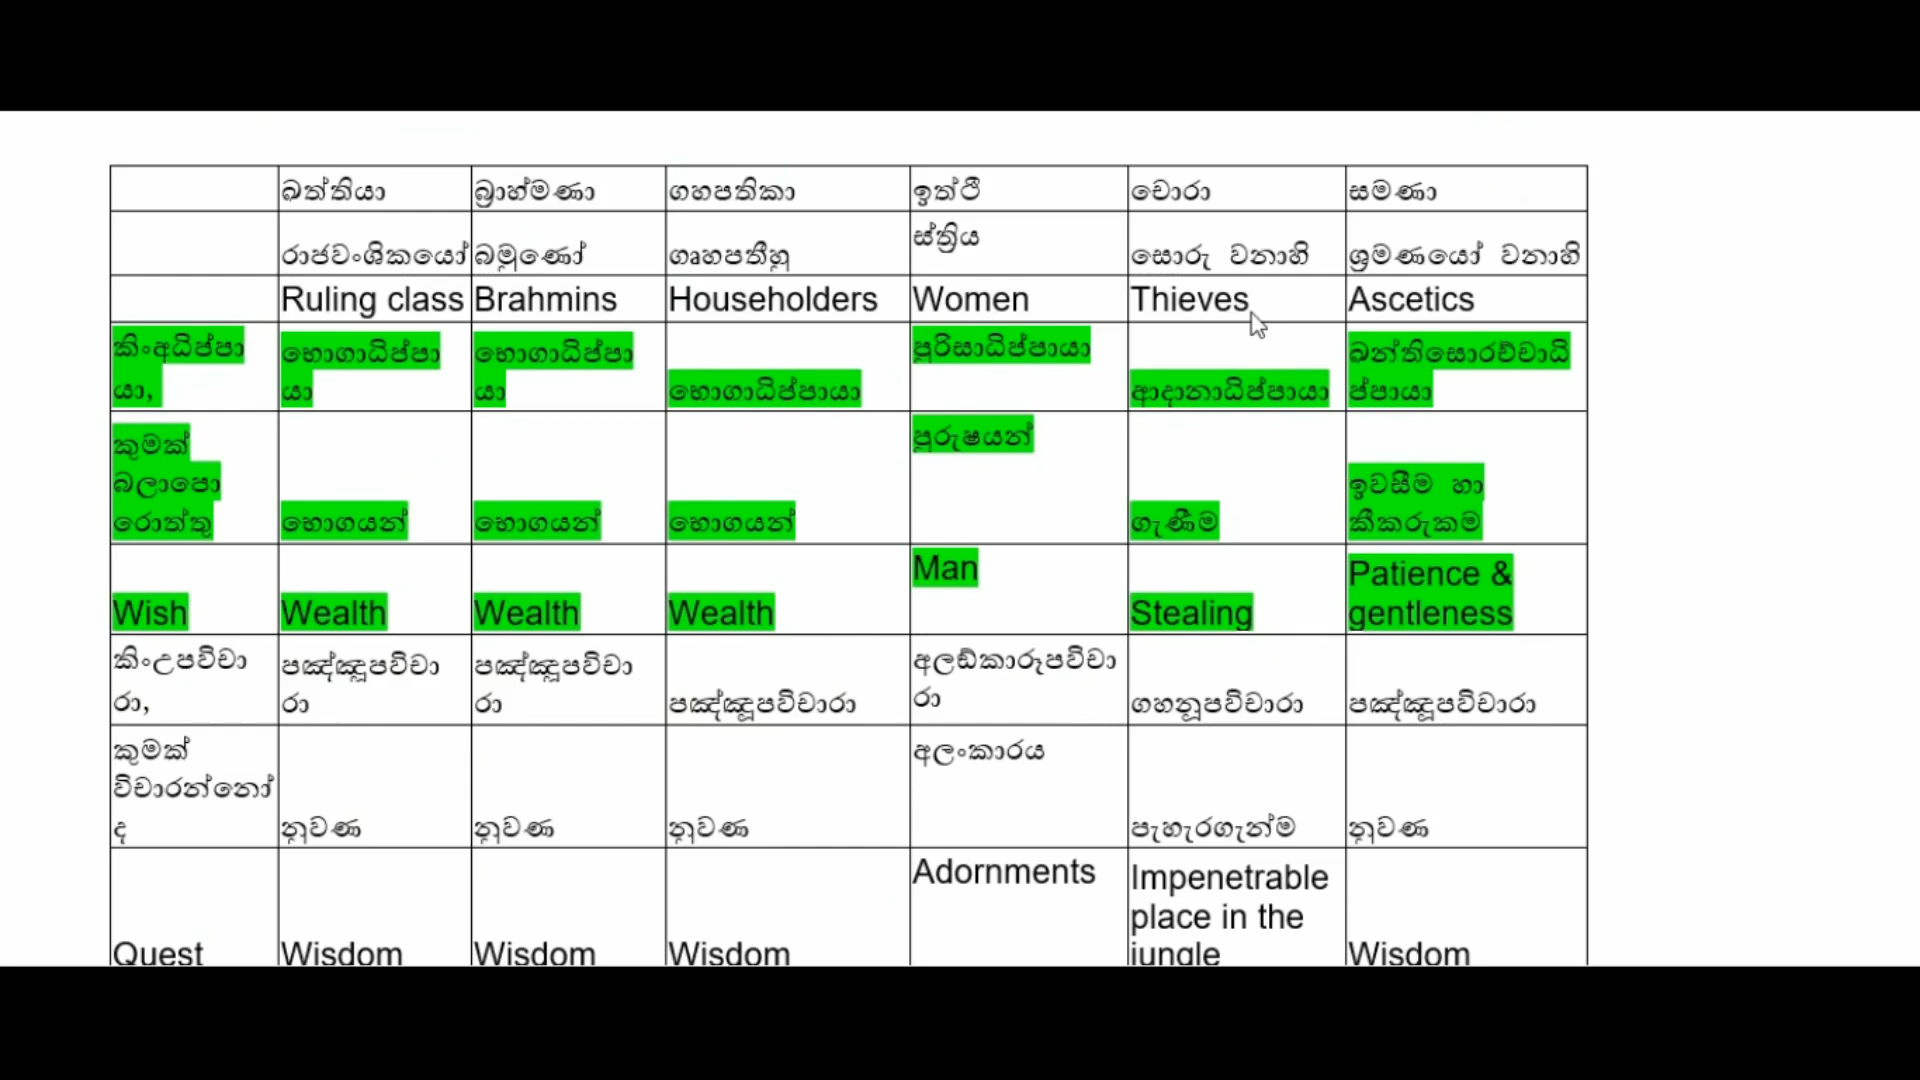 ඛත්තියා බ්‍රාහ්මණා ගහපතිකා ඉත්ථි චොරා සමණා
රාජවංශිකයෝ බමුණෝ ගෘහපතීහු ස්ත්‍රිය සොරු වනාහි ශ්‍රමණයෝ වනාහි
Ruling class Brahmins Householders Women Thieves Ascetics
කිංඅධිප්පා
යා,
භොගාධිප්පා
යා
භොගාධිප්පා
යා
භොගාධිප්පායා
පුරිසාධිප්පායා
ආදානාධිප්පායා
ඛන්තිසොරච්චාධි
ප්පායා
කුමක්
බලාපො
රොත්තු
භොගයන්
භොගයන්
භොගයන්
පුරුෂයන්
ගැණීම
ඉවසීම හා
කීකරුකම
Wish
Wealth
Wealth
Wealth
Man
Stealing
Patience &
gentleness
කිංඋපවිචා
රා,
පඤ්ඤූපවිචා
රා
පඤ්ඤූපවිචා
රා
පඤ්ඤූපවිචාරා
අලඞ්කාරූපවිචා
රා
ගහනූපවිචාරා
පඤ්ඤූපවිචාරා
කුමක්
විචාරන්නෝ
ද
නුවණ
නුවණ
නුවණ
අලංකාරය
පැහැරගැන්ම
නුවණ
Quest
Wisdom
Wisdom
Wisdom
Adornments
Impenetrable
place in the
jungle
Wisdom